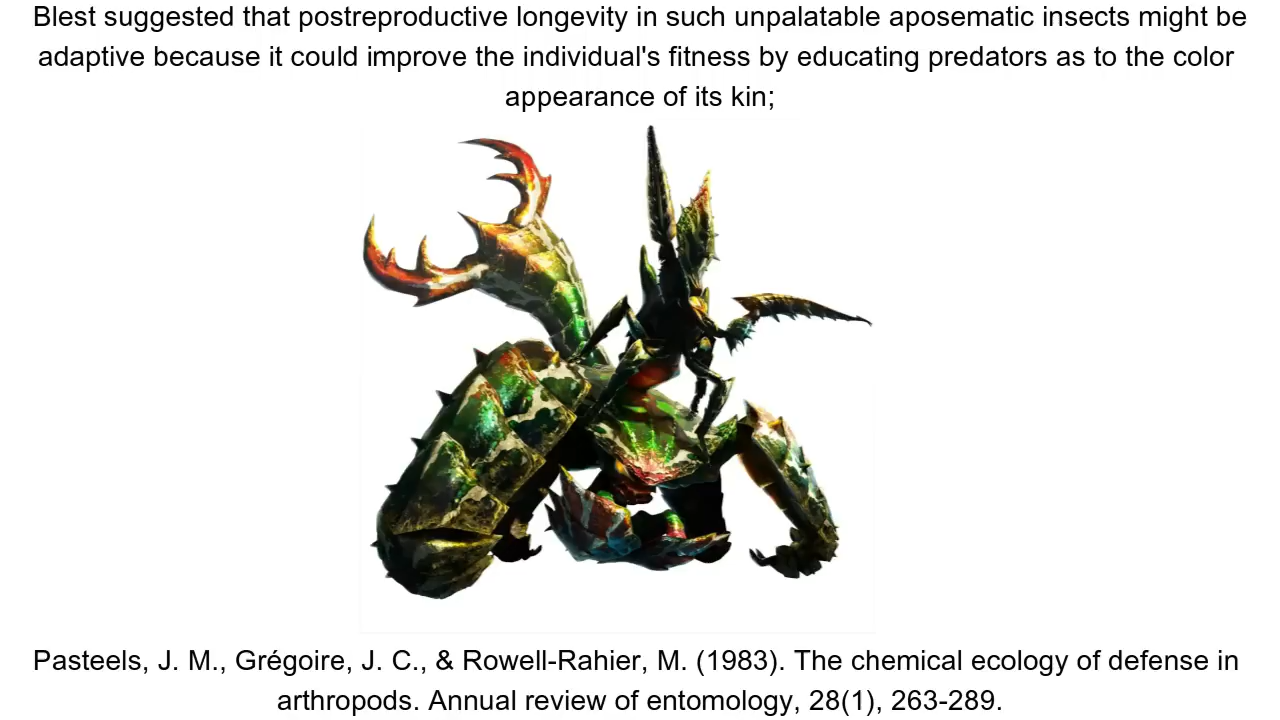 Blest suggested that postreproductive longevity in such unpalatable aposematic insects might be
adaptive because it could improve the individual's fitness by educating predators as to the color
appearance of its kin;
Pasteels, J. M., Grégoire, J. C., & Rowell-Rahier, M. (1983). The chemical ecology of defense in
arthropods. Annual review of entomology, 28(1), 263-289.